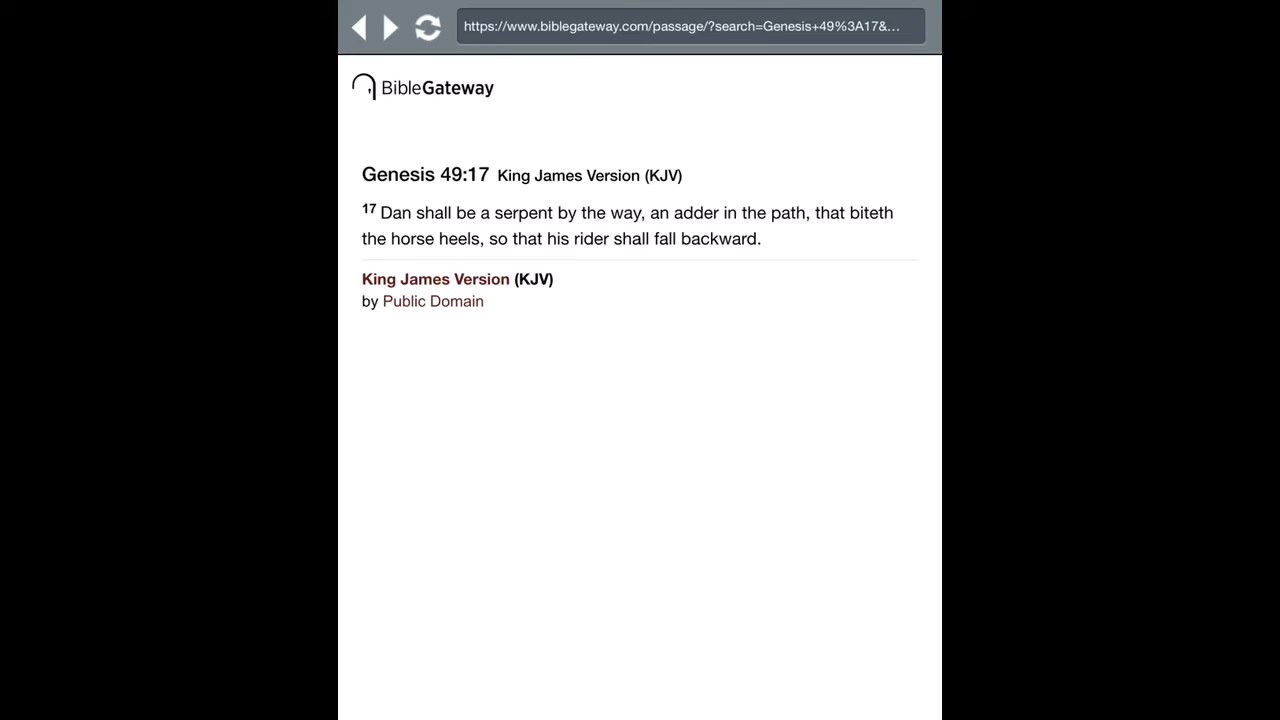 https://www.biblegateway.com/passage/?search=Genesis+49%3A17&…
BibleGateway
Genesis 49:17 King James Version (KJV)
17 Dan shall be a serpent by the way, an adder in the path, that biteth
the horse heels, so that his rider shall fall backward.
King James Version (KJV)
by Public Domain